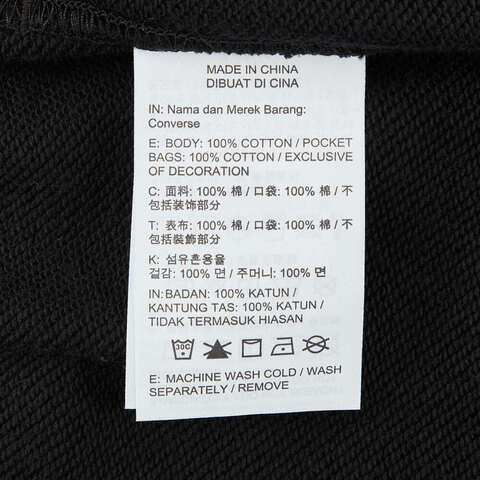 MADE IN CHINA
DIBUAT DI CINA
IN: Nama dan Merek Barang:
Converse
E: BODY: 100% COTTON / POCKET
BAGS: 100% COTTON / EXCLUSIVE
OF DECORATION
C: 面料: 100% 棉 / 口袋: 100% 棉 / 不
包括装饰部分
T: 表布: 100% 棉 / 口袋: 100% 棉 / 不
包括裝飾部分
K: 섬유혼용율
겉감: 100% 면 / 주머니: 100% 면
IN: BADAN: 100% KATUN /
KANTUNG TAS: 100% KATUN /
TIDAK TERMASUK HIASAN
30C
E: MACHINE WASH COLD / WASH
SEPARATELY / REMOVE